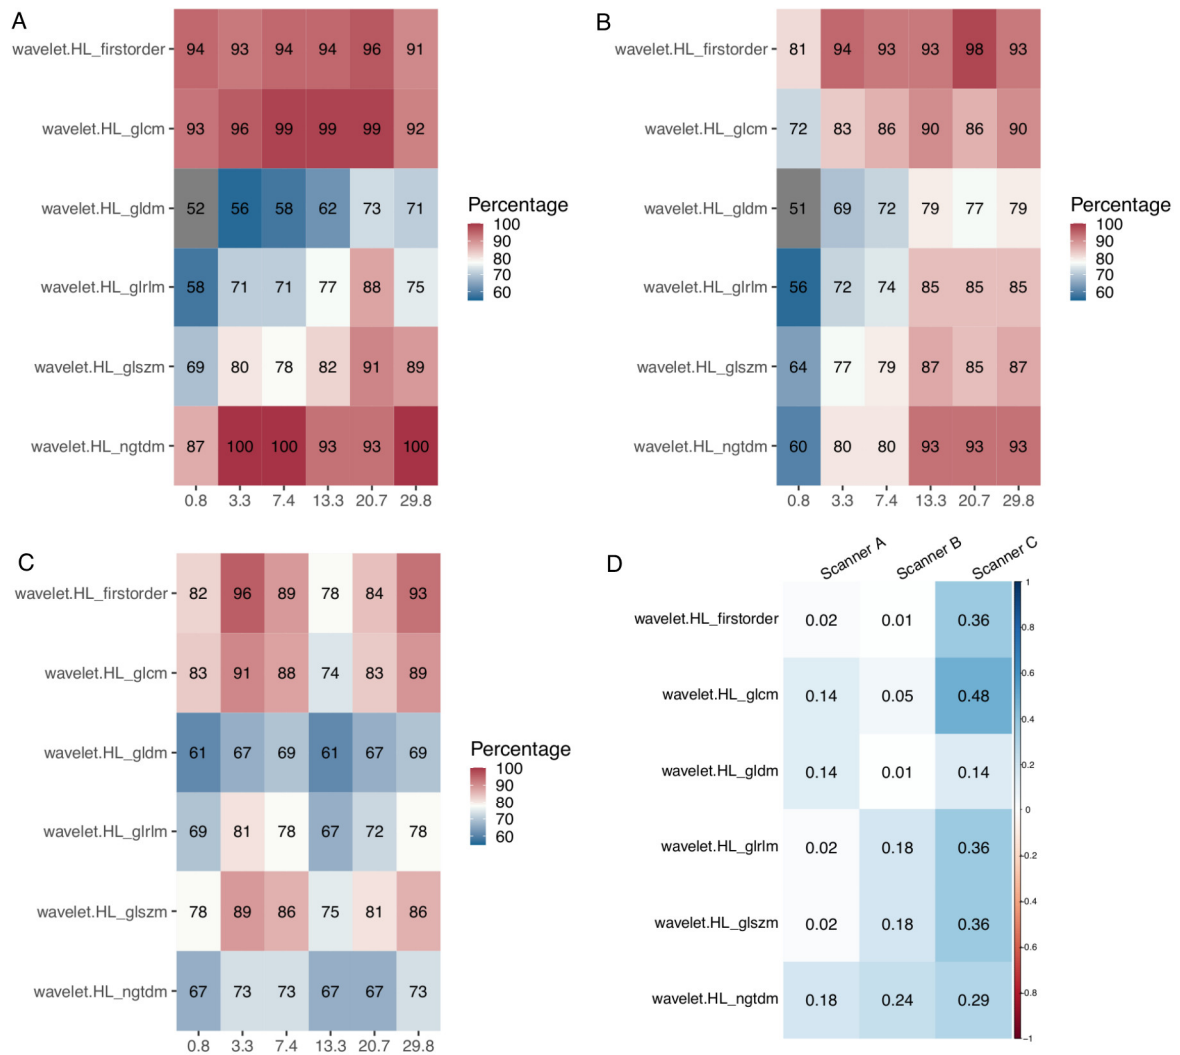 A
wavelet.HL_firstorder 94 93 94 94 96 91
wavelet.HL_glcm 93 96 99 99 99 92
wavelet.HL_gldm 52 56 58 62 73 71
wavelet.HL_glrlm 58 71 71 77 88 75
wavelet.HL_glszm 69 80 78 82 91 89
wavelet.HL_ngtdm 87 100 100 93 93 100
0.8 3.3 7.4 13.3 20.7 29.8
Percentage
100
90
80
70
60
B
wavelet.HL_firstorder 81 94 93 93 98 93
wavelet.HL_glcm 72 83 86 90 86 90
wavelet.HL_gldm 51 69 72 79 77 79
wavelet.HL_glrlm 56 72 74 85 85 85
wavelet.HL_glszm 64 77 79 87 85 87
wavelet.HL_ngtdm 60 80 80 93 93 93
0.8 3.3 7.4 13.3 20.7 29.8
Percentage
100
90
80
70
60
C
wavelet.HL_firstorder 82 96 89 78 84 93
wavelet.HL_glcm 83 91 88 74 83 89
wavelet.HL_gldm 61 67 69 61 67 69
wavelet.HL_glrlm 69 81 78 67 72 78
wavelet.HL_glszm 78 89 86 75 81 86
wavelet.HL_ngtdm 67 73 73 67 67 73
0.8 3.3 7.4 13.3 20.7 29.8
Percentage
100
90
80
70
60
D
Scanner A Scanner B Scanner C
wavelet.HL_firstorder 0.02 0.01 0.36
wavelet.HL_glcm 0.14 0.05 0.48
wavelet.HL_gldm 0.14 0.01 0.14
wavelet.HL_glrlm 0.02 0.18 0.36
wavelet.HL_glszm 0.02 0.18 0.36
wavelet.HL_ngtdm 0.18 0.24 0.29
1
0.8
0.6
0.4
0.2
0
-0.2
-0.4
-0.6
-0.8
-1